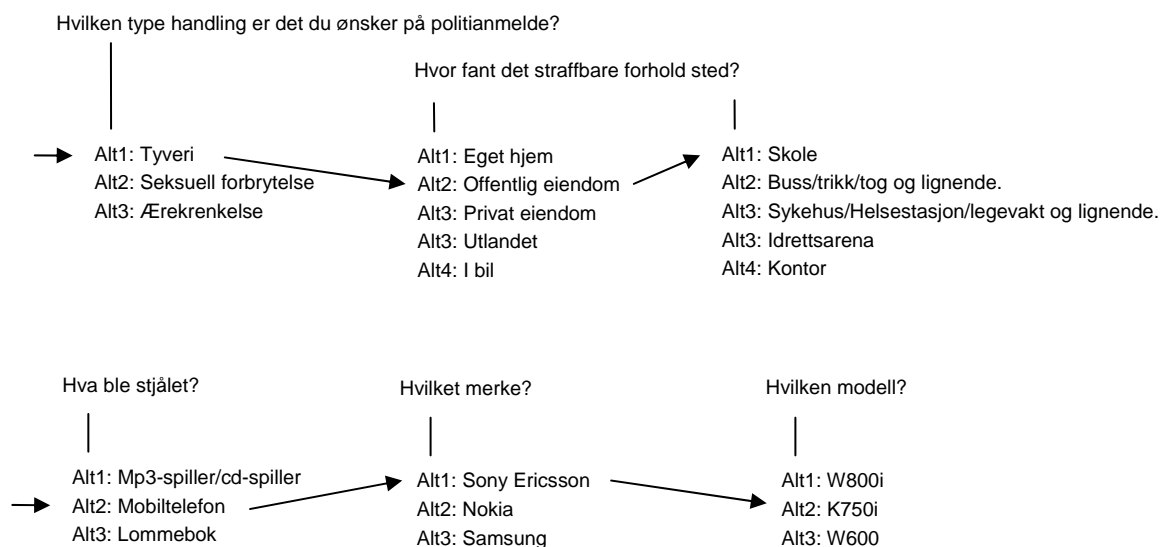 Hvilken type handling er det du ønsker på politianmelde?
Hvor fant det straffbare forhold sted?
Alt1: Tyveri
Alt2: Seksuell forbrytelse
Alt3: Ærekrenkelse
Alt1: Eget hjem
Alt2: Offentlig eiendom
Alt3: Privat eiendom
Alt3: Utlandet
Alt4: I bil
Alt1: Skole
Alt2: Buss/trikk/tog og lignende.
Alt3: Sykehus/Helsestasjon/legevakt og lignende.
Alt3: Idrettsarena
Alt4: Kontor
Hva ble stjålet?
Alt1: Mp3-spiller/cd-spiller
Alt2: Mobiltelefon
Alt3: Lommebok
Hvilket merke?
Alt1: Sony Ericsson
Alt2: Nokia
Alt3: Samsung
Hvilken modell?
Alt1: W800i
Alt2: K750i
Alt3: W600